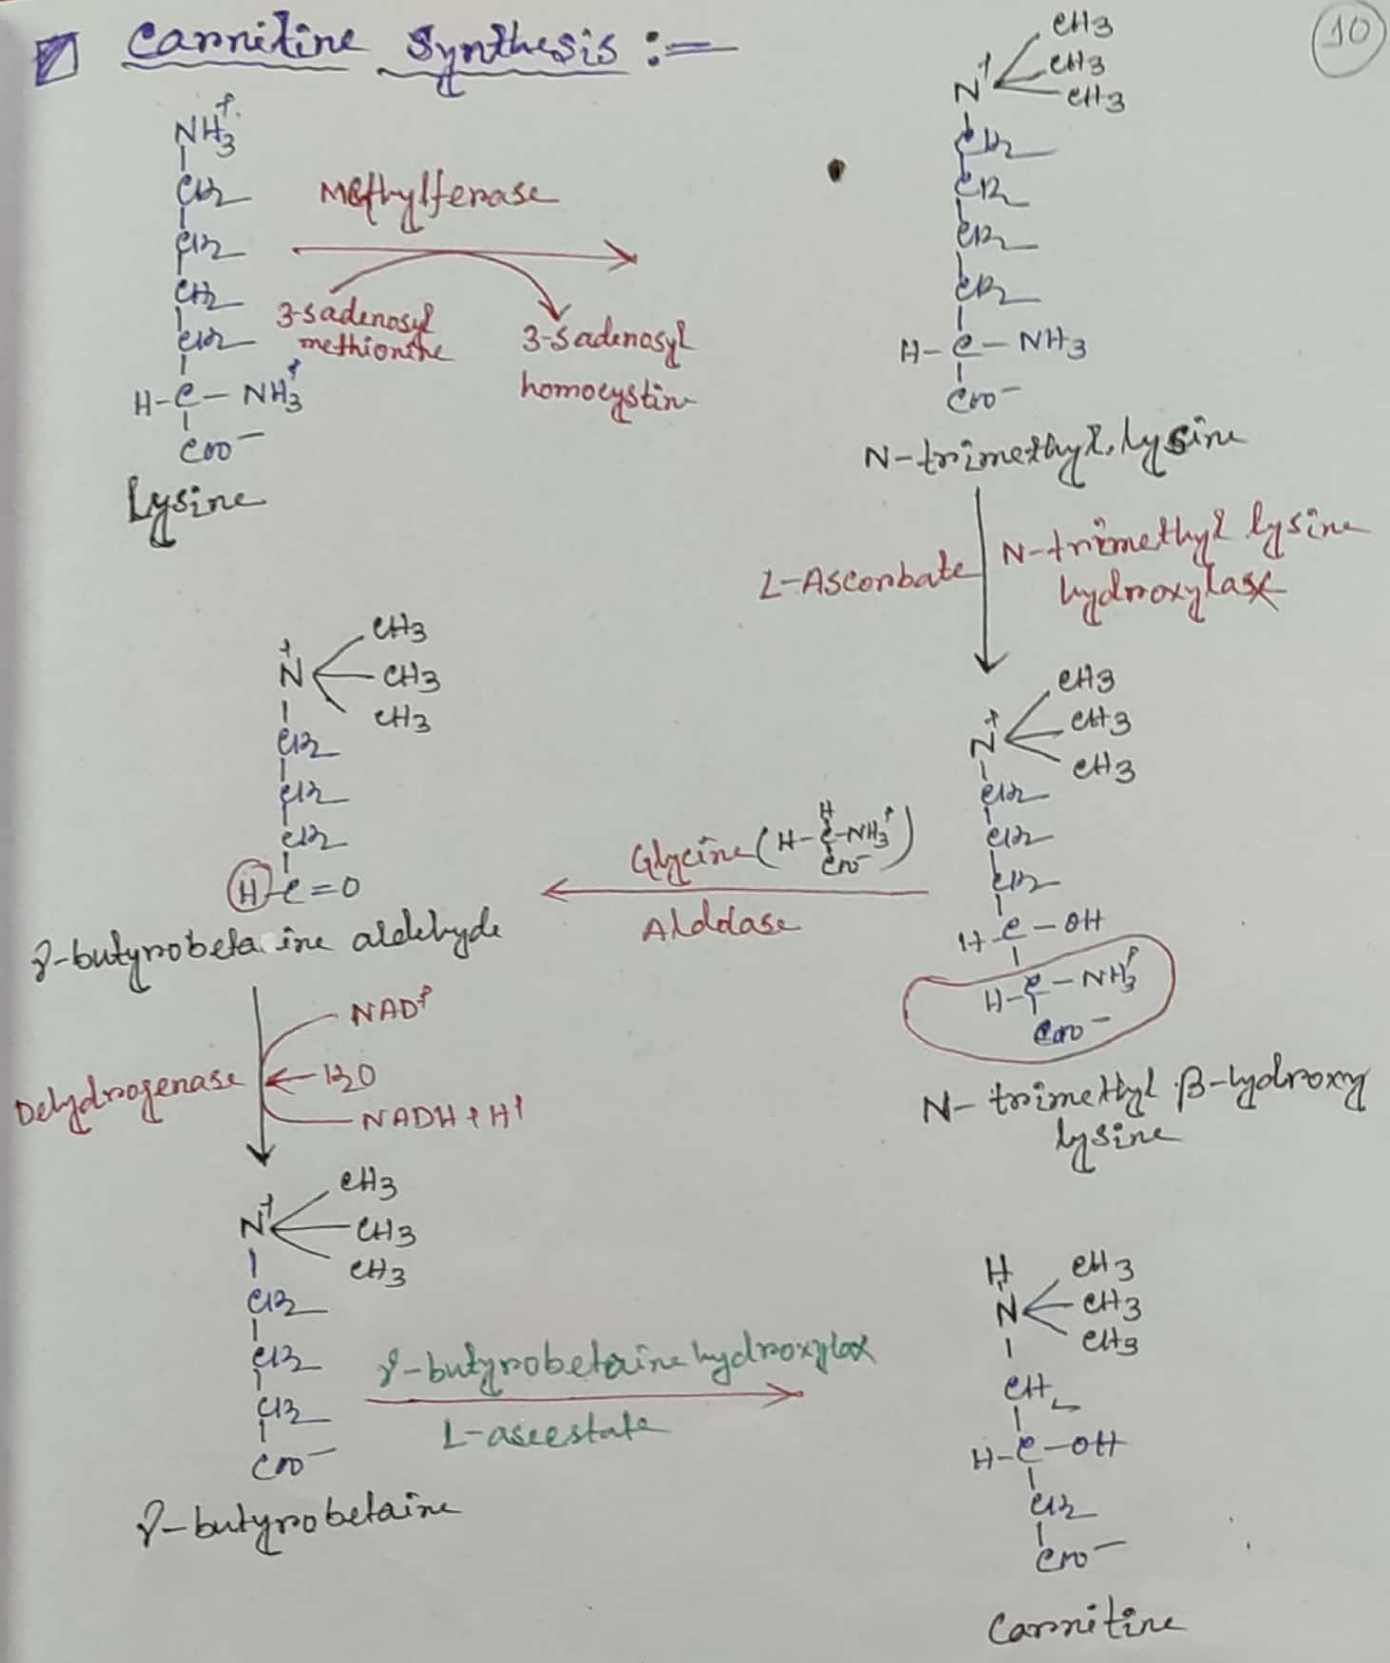 Carnitine Synthesis :-
10
NH3+
CH2
CH2
CH2
CH2
H-C-NH3+
COO-
Lysine
Methylferase
3-Sadenosyl
methionine
3-Sadenosyl
homocystine
N+
CH3
CH3
CH3
CH2
CH2
CH2
CH2
H-C-NH3
COO-
N-trimethyl lysine
L-Ascorbate
N-trimethyl lysine
hydroxylase
N+
CH3
CH3
CH3
CH2
CH2
CH2
H-C-OH
H-C-NH3+
COO-
N-trimethyl β-hydroxy
lysine
H
Glycine (H-C-NH3+)
COO-
Aldolase
N+
CH3
CH3
CH3
CH2
CH2
CH2
H-C=O
γ-butyrobetaine aldehyde
NAD+
Dehydrogenase
H2O
NADH+H+
N+
CH3
CH3
CH3
CH2
CH2
CH2
COO-
γ-butyrobetaine
γ-butyrobetaine hydroxylase
H
N
CH3
CH3
CH3
CH2
H-C-OH
CH2
COO-
Carnitine